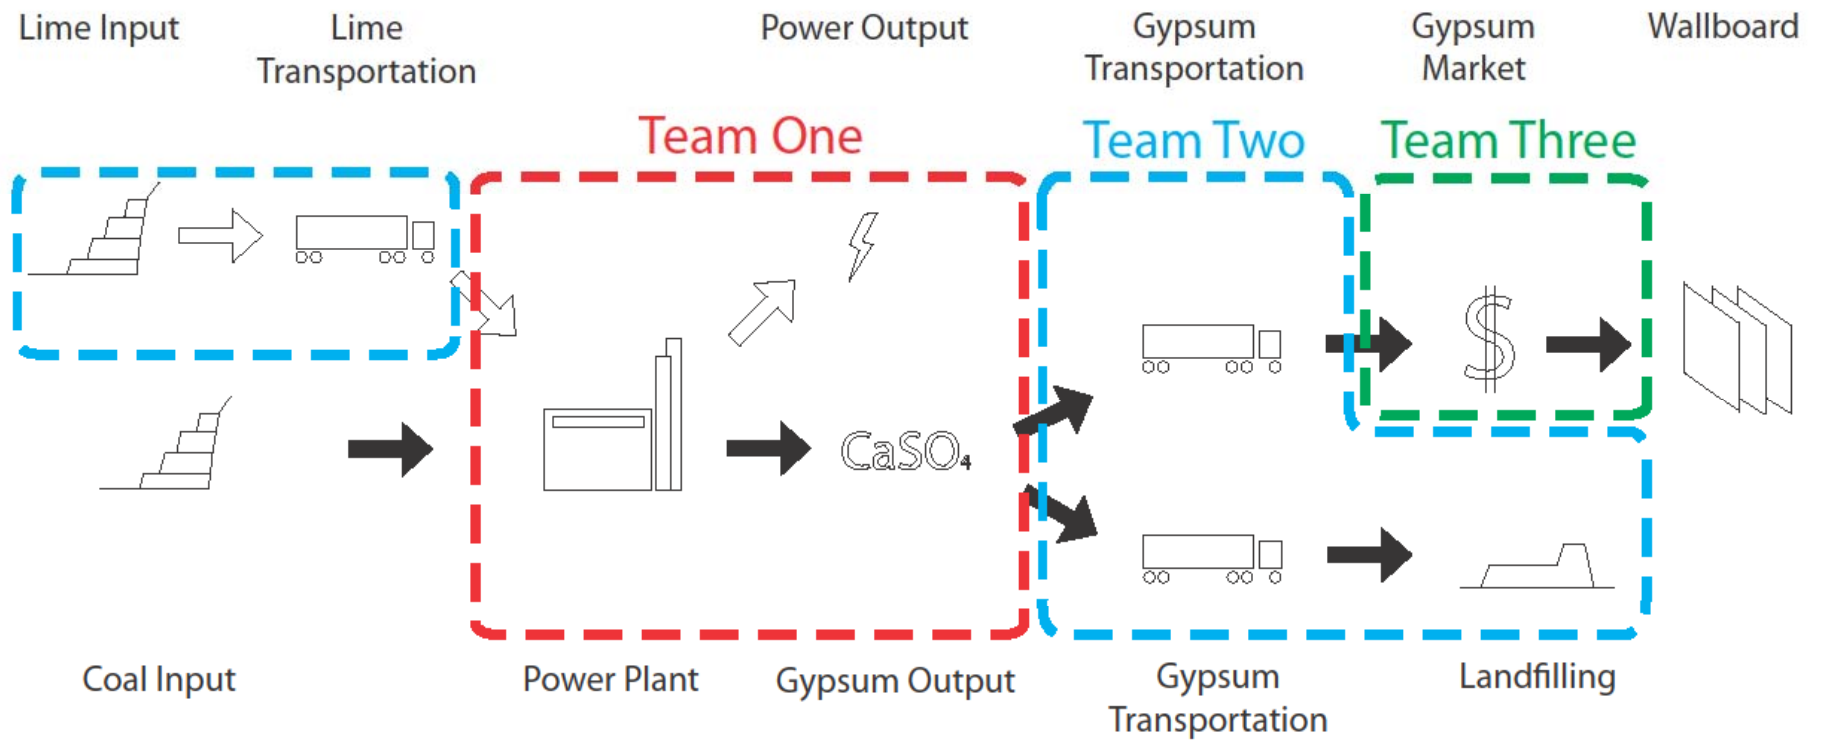 Lime Input
Lime
Transportation
Power Output
Gypsum
Transportation
Gypsum
Market
Wallboard
Team One
Team Two
Team Three
$
CaSO₄
Coal Input
Power Plant
Gypsum Output
Gypsum
Transportation
Landfilling